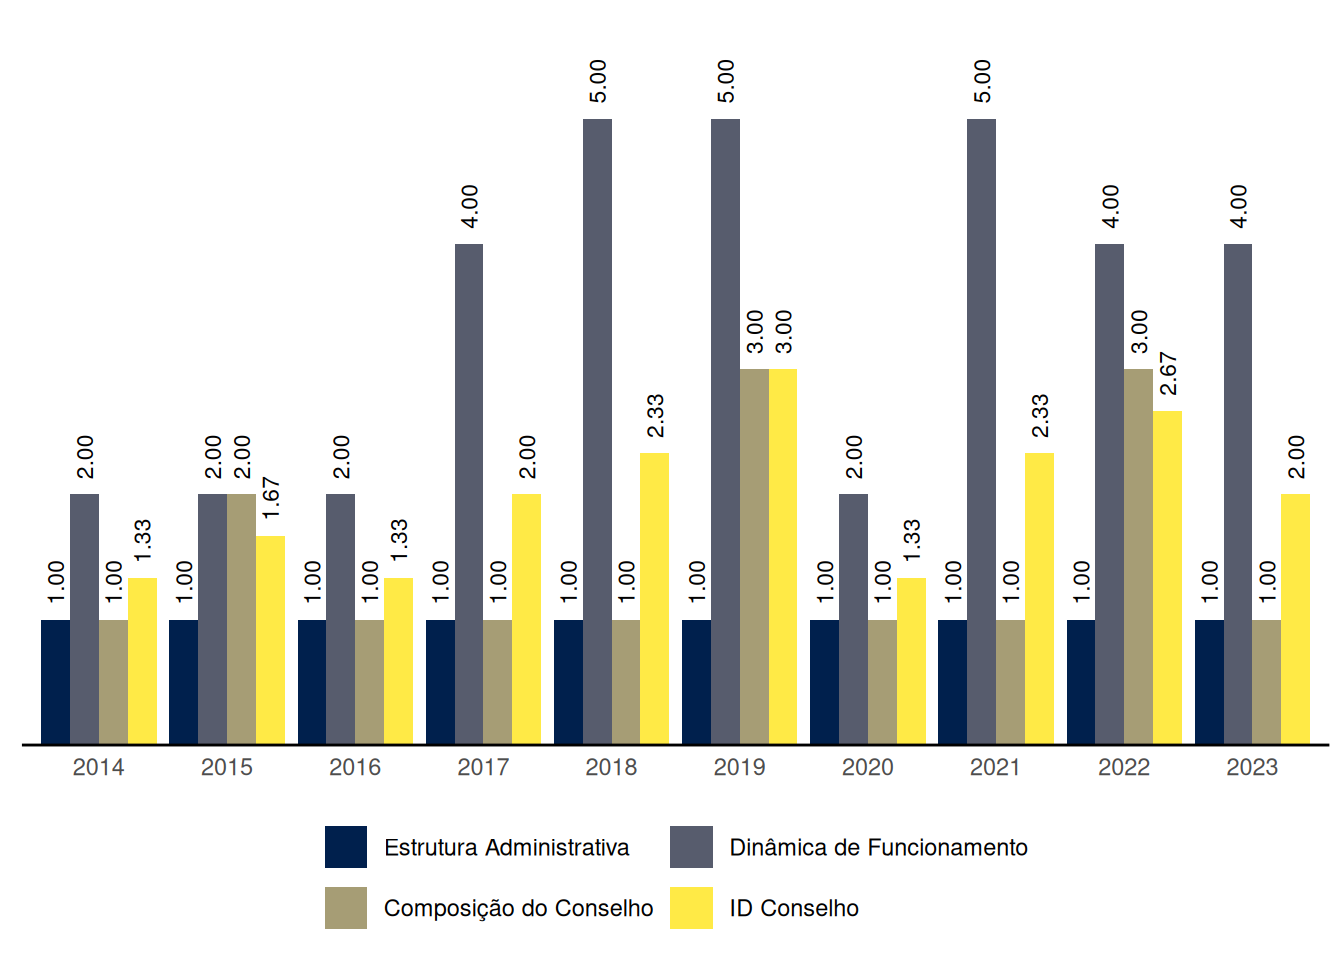 5.00 5.00 5.00
4.00 4.00 4.00
3.00 3.00 3.00
2.67
2.33 2.33
2.00 2.00 2.00 2.00 2.00 2.00 2.00
1.67
1.33 1.33 1.33
1.00 1.00 1.00 1.00 1.00 1.00 1.00 1.00 1.00 1.00 1.00 1.00 1.00 1.00 1.00 1.00 1.00
2014 2015 2016 2017 2018 2019 2020 2021 2022 2023
Estrutura Administrativa Dinâmica de Funcionamento
Composição do Conselho ID Conselho